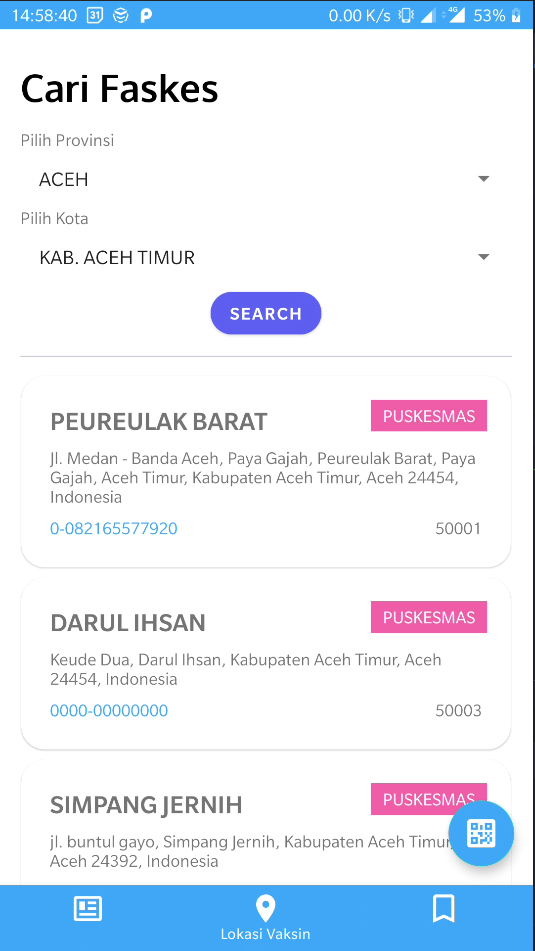 14:58:40 31 0.00 K/s 4G 53%
Cari Faskes
Pilih Provinsi
ACEH
Pilih Kota
KAB. ACEH TIMUR
SEARCH
PEUREULAK BARAT PUSKESMAS
Jl. Medan - Banda Aceh, Paya Gajah, Peureulak Barat, Paya
Gajah, Aceh Timur, Kabupaten Aceh Timur, Aceh 24454,
Indonesia
0-082165577920 50001
DARUL IHSAN PUSKESMAS
Keude Dua, Darul Ihsan, Kabupaten Aceh Timur, Aceh
24454, Indonesia
0000-00000000 50003
SIMPANG JERNIH PUSKESMAS
jl. buntul gayo, Simpang Jernih, Kabupaten Aceh Timur,
Aceh 24392, Indonesia
Lokasi Vaksin